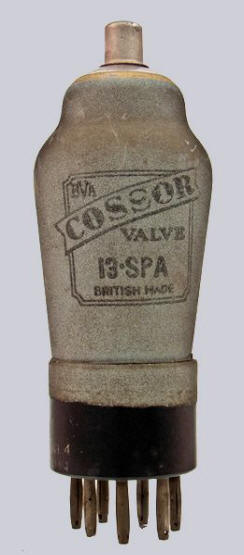 BVA
COSSOR
VALVE
13·SPA
BRITISH MADE